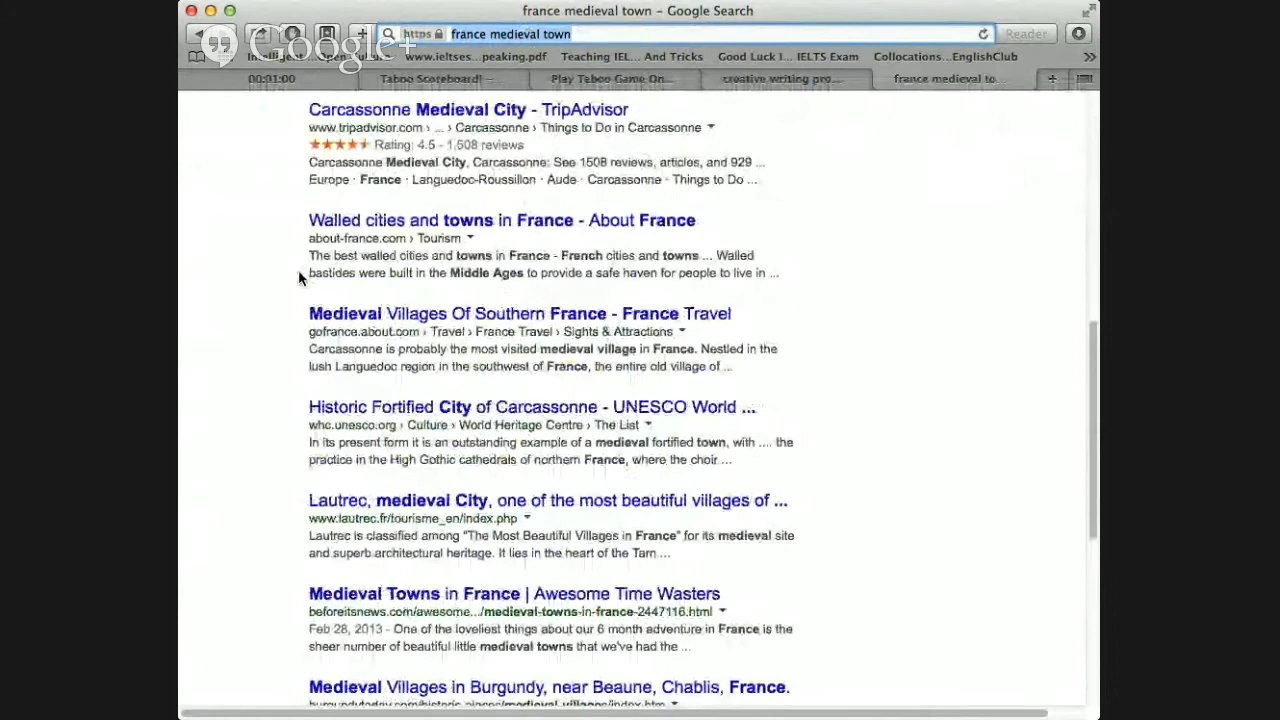 france medieval town – Google Search
https france medieval town Reader
Google+
www.ieltses...peaking.pdf Teaching IEL... And Tricks Good Luck I... IELTS Exam Collocations...EnglishClub
00:01:00 Taboo Scoreboard! – Play Taboo Game On... creative writing pro... france medieval to...
Carcassonne Medieval City - TripAdvisor
www.tripadvisor.com › ... › Carcassonne › Things to Do in Carcassonne
Rating: 4.5 - 1,508 reviews
Carcassonne Medieval City, Carcassonne: See 1508 reviews, articles, and 929 ...
Europe · France · Languedoc-Roussillon · Aude · Carcassonne · Things to Do ...
Walled cities and towns in France - About France
about-france.com › Tourism
The best walled cities and towns in France - French cities and towns ... Walled
bastides were built in the Middle Ages to provide a safe haven for people to live in ...
Medieval Villages Of Southern France - France Travel
gofrance.about.com › Travel › France Travel › Sights & Attractions
Carcassonne is probably the most visited medieval village in France. Nestled in the
lush Languedoc region in the southwest of France, the entire old village of ...
Historic Fortified City of Carcassonne - UNESCO World ...
whc.unesco.org › Culture › World Heritage Centre › The List
In its present form it is an outstanding example of a medieval fortified town, with .... the
practice in the High Gothic cathedrals of northern France, where the choir ...
Lautrec, medieval City, one of the most beautiful villages of ...
www.lautrec.fr/tourisme_en/index.php
Lautrec is classified among "The Most Beautiful Villages in France" for its medieval site
and superb architectural heritage. It lies in the heart of the Tarn ...
Medieval Towns in France | Awesome Time Wasters
beforeitsnews.com/awesome.../medieval-towns-in-france-2447116.html
Feb 28, 2013 - One of the loveliest things about our 6 month adventure in France is the
sheer number of beautiful little medieval towns that we've had the ...
Medieval Villages in Burgundy, near Beaune, Chablis, France.
burgundytoday.com/historic-places/medieval-villages/index.htm